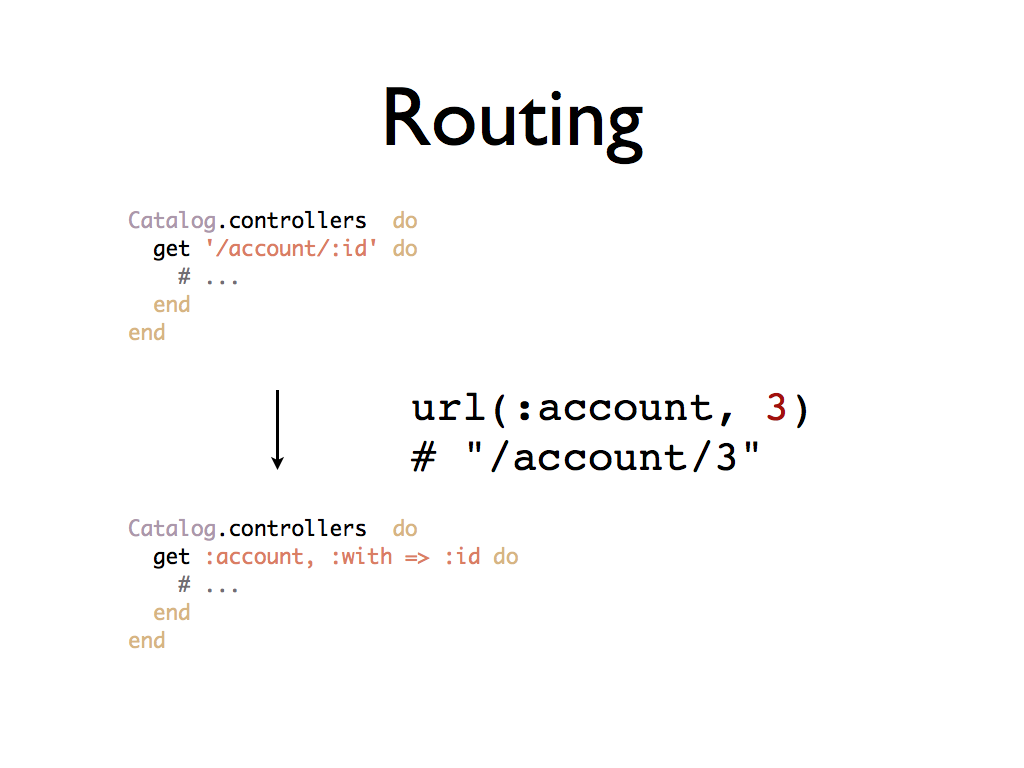 Routing
Catalog.controllers  do
  get '/account/:id' do
    # ...
  end
end
url(:account, 3)
# "/account/3"
Catalog.controllers  do
  get :account, :with => :id do
    # ...
  end
end